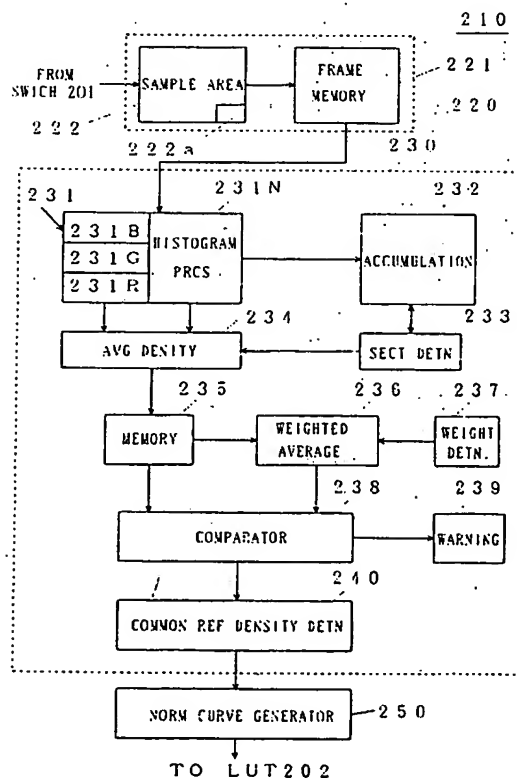 210
FROM
SWICH 201
SAMPLE AREA
FRAME
MEMORY
221
220
222
222a
230
231
231N
232
231B
231G
231R
HISTOGRAM
PRCS
ACCUMULATION
234
233
AVG DENITY
SECT DETN
235
236
237
MEMORY
WEIGHTED
AVERAGE
WEIGHT
DETN.
238
239
COMPARATOR
WARNING
240
COMMON REF DENSITY DETN
NORM CURVE GENERATOR
250
TO LUT202